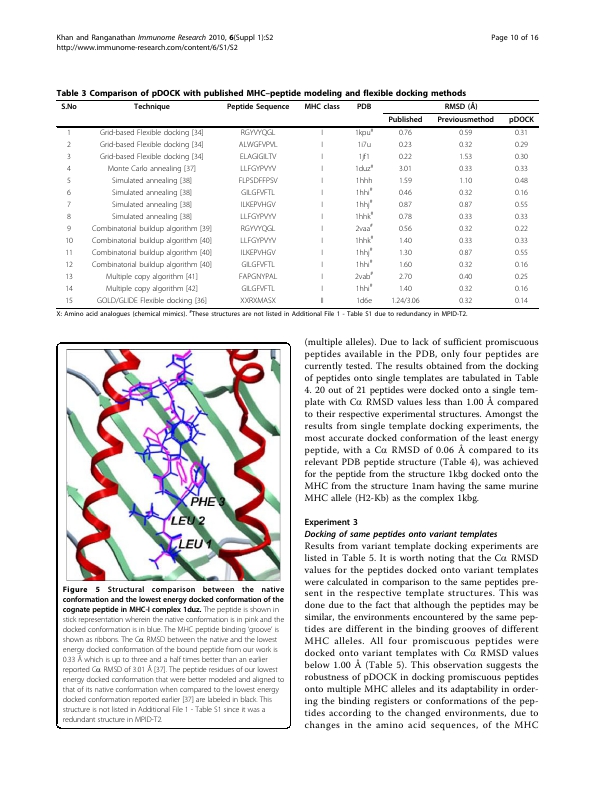 Khan and Ranganathan Immunome Research 2010, 6(Suppl 1):S2
http://www.immunome-research.com/content/6/S1/S2
Page 10 of 16
Table 3 Comparison of pDOCK with published MHC–peptide modeling and flexible docking methods
S.No Technique Peptide Sequence MHC class PDB RMSD (Å)
Published Previousmethod pDOCK
1 Grid-based Flexible docking [34] RGYVYQGL I 1kpu# 0.76 0.59 0.31
2 Grid-based Flexible docking [34] ALWGFVPVL I 1i7u 0.23 0.32 0.29
3 Grid-based Flexible docking [34] ELAGIGILTV I 1jf1 0.22 1.53 0.30
4 Monte Carlo annealing [37] LLFGYPVYV I 1duz# 3.01 0.33 0.33
5 Simulated annealing [38] FLPSDFFPSV I 1hhh 1.59 1.10 0.48
6 Simulated annealing [38] GILGFVFTL I 1hhi# 0.46 0.32 0.16
7 Simulated annealing [38] ILKEPVHGV I 1hhj# 0.87 0.87 0.55
8 Simulated annealing [38] LLFGYPVYV I 1hhk# 0.78 0.33 0.33
9 Combinatorial buildup algorithm [39] RGYVYQGL I 2vaa# 0.56 0.32 0.22
10 Combinatorial buildup algorithm [40] LLFGYPVYV I 1hhk# 1.40 0.33 0.33
11 Combinatorial buildup algorithm [40] ILKEPVHGV I 1hhj# 1.30 0.87 0.55
12 Combinatorial buildup algorithm [40] GILGFVFTL I 1hhi# 1.60 0.32 0.16
13 Multiple copy algorithm [41] FAPGNYPAL I 2vab# 2.70 0.40 0.25
14 Multiple copy algorithm [42] GILGFVFTL I 1hhi# 1.40 0.32 0.16
15 GOLD/GLIDE Flexible docking [36] XXRXMASX II 1d6e 1.24/3.06 0.32 0.14
X: Amino acid analogues (chemical mimics). #These structures are not listed in Additional File 1 - Table S1 due to redundancy in MPID-T2.
PHE 3
LEU 2
LEU 1
Figure 5 Structural comparison between the native
conformation and the lowest energy docked conformation of the
cognate peptide in MHC-I complex 1duz. The peptide is shown in
stick representation wherein the native conformation is in pink and the
docked conformation is in blue. The MHC peptide binding 'groove' is
shown as ribbons. The Cα RMSD between the native and the lowest
energy docked conformation of the bound peptide from our work is
0.33 Å which is up to three and a half times better than an earlier
reported Cα RMSD of 3.01 Å [37]. The peptide residues of our lowest
energy docked conformation that were better modeled and aligned to
that of its native conformation when compared to the lowest energy
docked conformation reported earlier [37] are labeled in black. This
structure is not listed in Additional File 1 - Table S1 since it was a
redundant structure in MPID-T2.
(multiple alleles). Due to lack of sufficient promiscuous
peptides available in the PDB, only four peptides are
currently tested. The results obtained from the docking
of peptides onto single templates are tabulated in Table
4. 20 out of 21 peptides were docked onto a single tem-
plate with Cα RMSD values less than 1.00 Å compared
to their respective experimental structures. Amongst the
results from single template docking experiments, the
most accurate docked conformation of the least energy
peptide, with a Cα RMSD of 0.06 Å compared to its
relevant PDB peptide structure (Table 4), was achieved
for the peptide from the structure 1kbg docked onto the
MHC from the structure 1nam having the same murine
MHC allele (H2-Kb) as the complex 1kbg.
Experiment 3
Docking of same peptides onto variant templates
Results from variant template docking experiments are
listed in Table 5. It is worth noting that the Cα RMSD
values for the peptides docked onto variant templates
were calculated in comparison to the same peptides pre-
sent in the respective template structures. This was
done due to the fact that although the peptides may be
similar, the environments encountered by the same pep-
tides are different in the binding grooves of different
MHC alleles. All four promiscuous peptides were
docked onto variant templates with Cα RMSD values
below 1.00 Å (Table 5). This observation suggests the
robustness of pDOCK in docking promiscuous peptides
onto multiple MHC alleles and its adaptability in order-
ing the binding registers or conformations of the pep-
tides according to the changed environments, due to
changes in the amino acid sequences, of the MHC